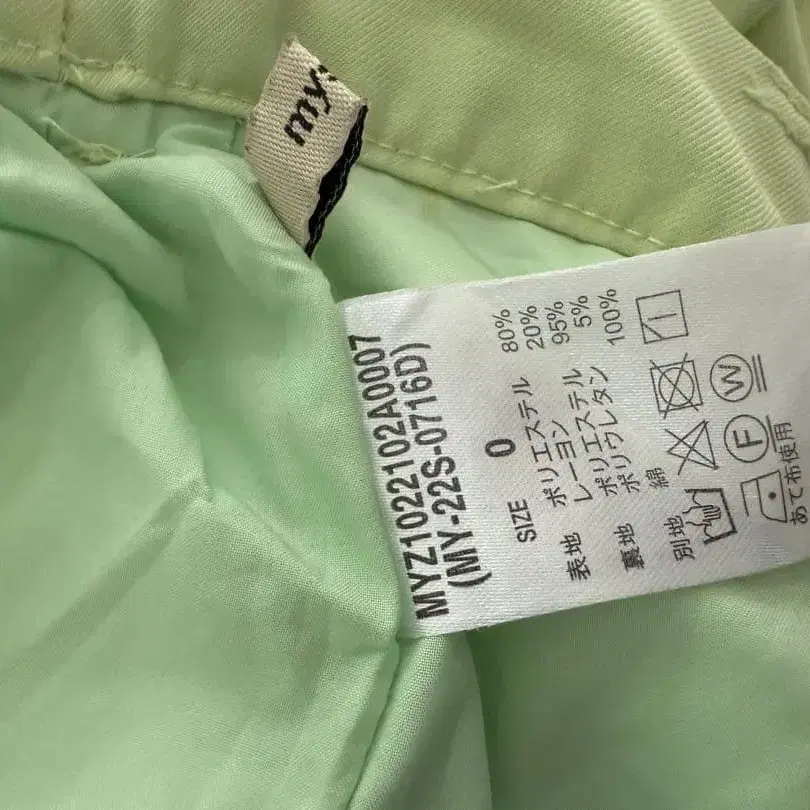 my
MYZ1022102A0007
(MY-22S-0716D)
SIZE 0
表地 ポリエステル 80%
レーヨン 20%
裏地 ポリエステル 95%
ポリウレタン 5%
別地 綿 100%
W
F
あて布使用